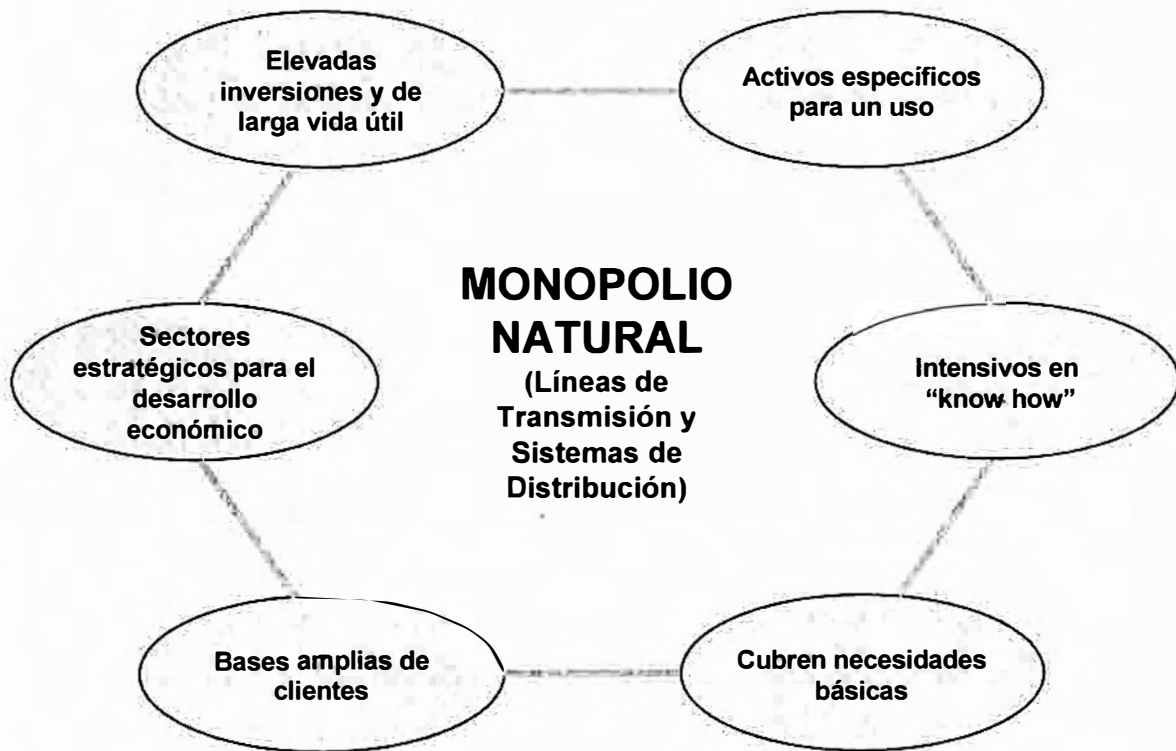 Elevadas
inversiones y de
larga vida útil
Activos específicos
para un uso
MONOPOLIO
NATURAL
(Líneas de
Transmisión y
Sistemas de
Distribución)
Sectores
estratégicos para el
desarrollo
económico
Intensivos en
“know how”
Bases amplias de
clientes
Cubren necesidades
básicas